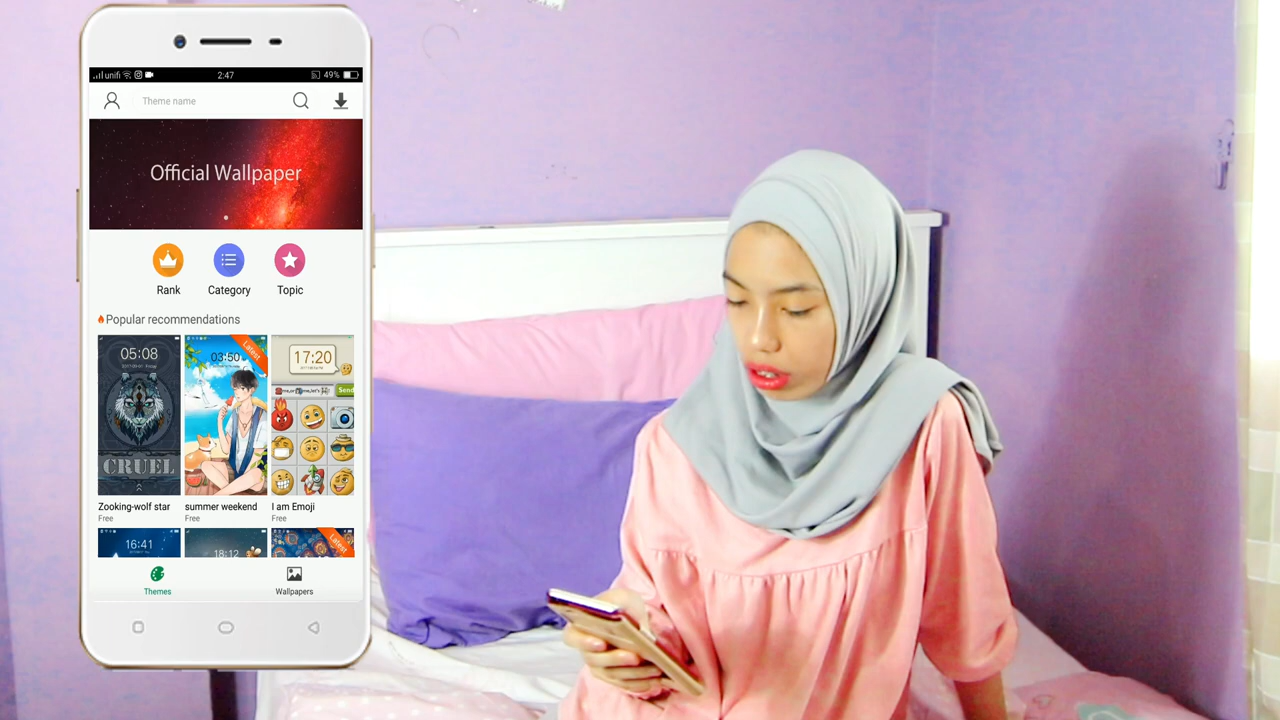 unifi 2:47 49%
Theme name
Official Wallpaper
Rank Category Topic
Popular recommendations
05:08 03:50 17:20
Latest
Send
CRUEL
Zooking-wolf star summer weekend I am Emoji
Free Free Free
16:41 18:12 Latest
Themes Wallpapers